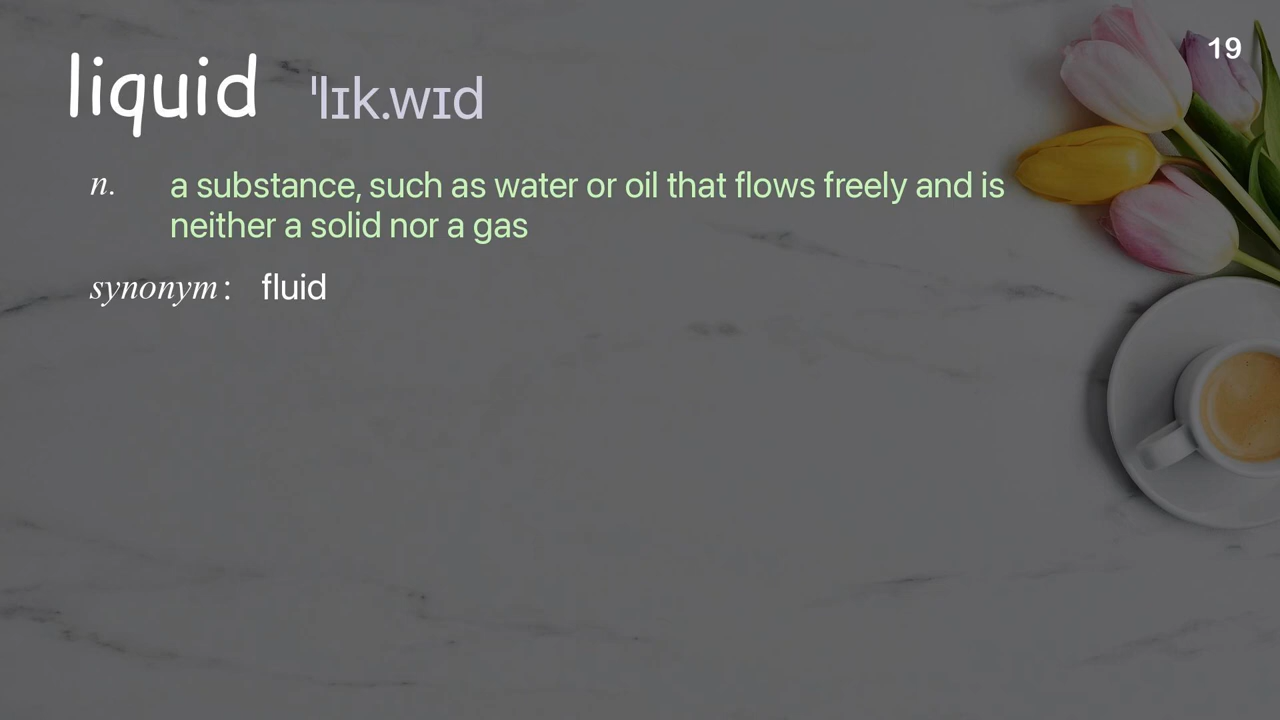 19
liquid ˈlɪk.wɪd
n. a substance, such as water or oil that flows freely and is
neither a solid nor a gas
synonym: fluid